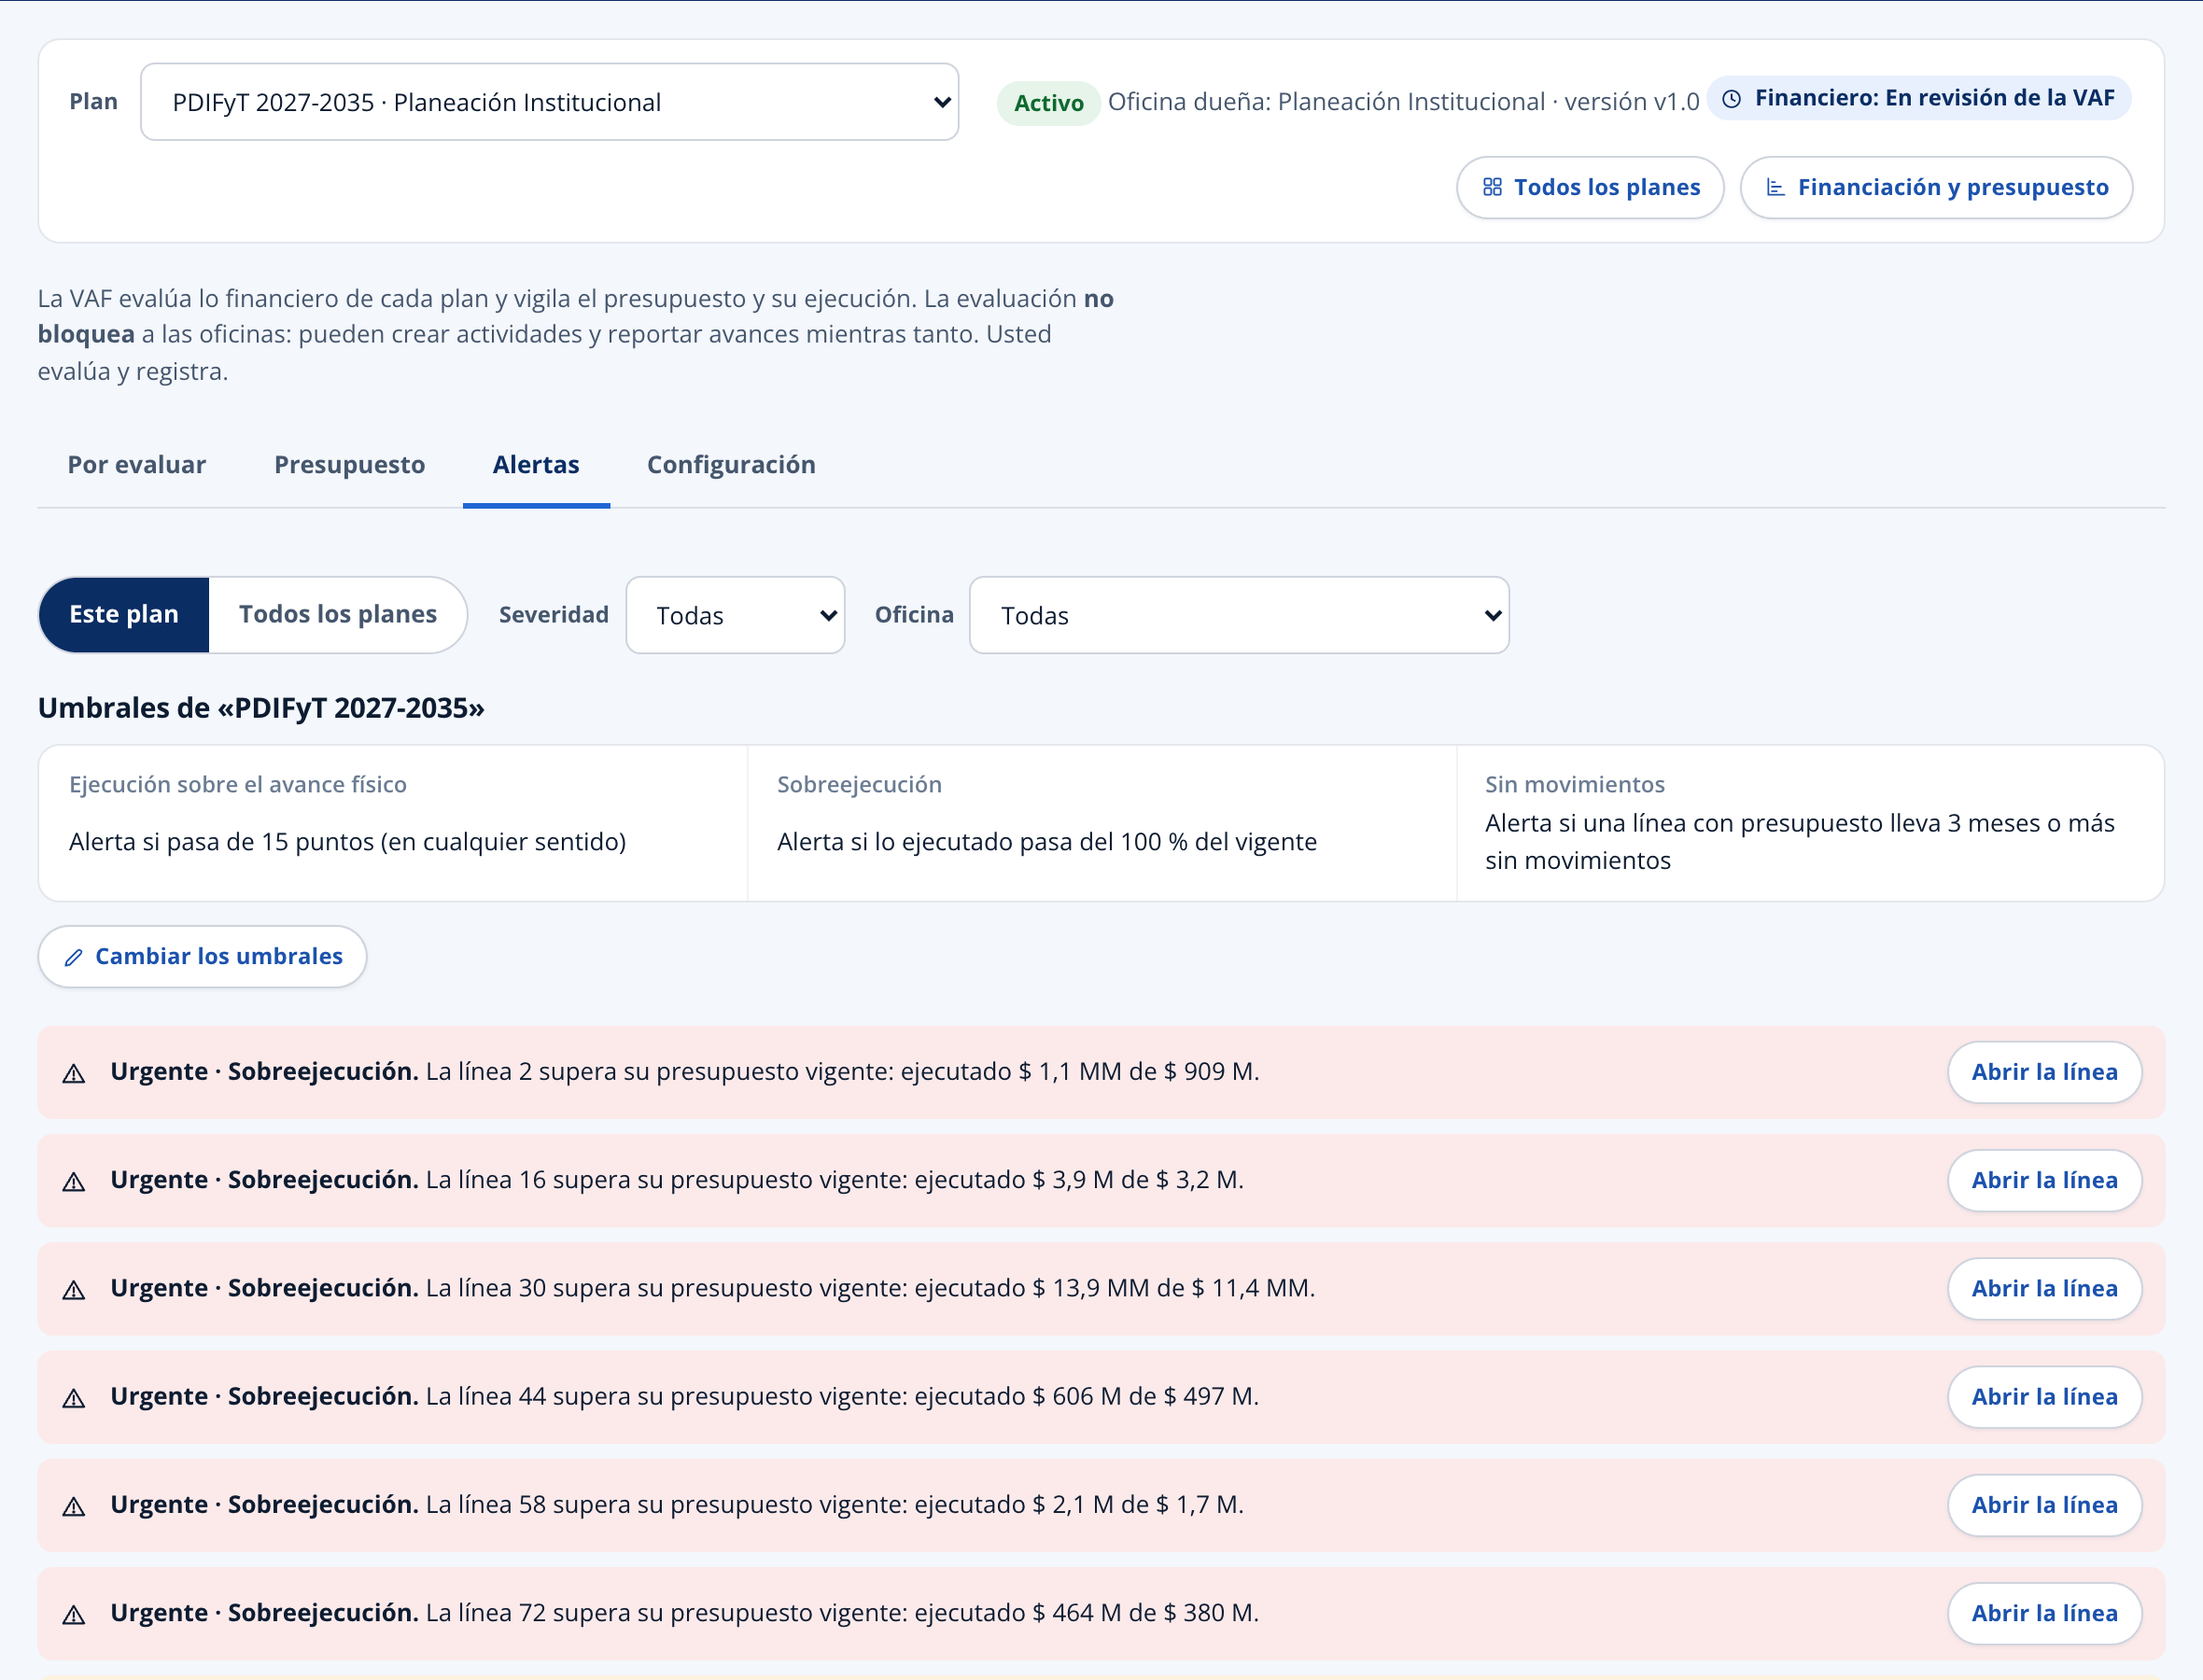 Plan
PDIFyT 2027-2035 · Planeación Institucional
Activo Oficina dueña: Planeación Institucional · versión v1.0 Financiero: En revisión de la VAF
Todos los planes Financiación y presupuesto
La VAF evalúa lo financiero de cada plan y vigila el presupuesto y su ejecución. La evaluación no
bloquea a las oficinas: pueden crear actividades y reportar avances mientras tanto. Usted
evalúa y registra.
Por evaluar Presupuesto Alertas Configuración
Este plan Todos los planes Severidad Todas Oficina Todas
Umbrales de «PDIFyT 2027-2035»
Ejecución sobre el avance físico
Alerta si pasa de 15 puntos (en cualquier sentido)
Sobreejecución
Alerta si lo ejecutado pasa del 100 % del vigente
Sin movimientos
Alerta si una línea con presupuesto lleva 3 meses o más
sin movimientos
Cambiar los umbrales
Urgente · Sobreejecución. La línea 2 supera su presupuesto vigente: ejecutado $ 1,1 MM de $ 909 M. Abrir la línea
Urgente · Sobreejecución. La línea 16 supera su presupuesto vigente: ejecutado $ 3,9 M de $ 3,2 M. Abrir la línea
Urgente · Sobreejecución. La línea 30 supera su presupuesto vigente: ejecutado $ 13,9 MM de $ 11,4 MM. Abrir la línea
Urgente · Sobreejecución. La línea 44 supera su presupuesto vigente: ejecutado $ 606 M de $ 497 M. Abrir la línea
Urgente · Sobreejecución. La línea 58 supera su presupuesto vigente: ejecutado $ 2,1 M de $ 1,7 M. Abrir la línea
Urgente · Sobreejecución. La línea 72 supera su presupuesto vigente: ejecutado $ 464 M de $ 380 M. Abrir la línea